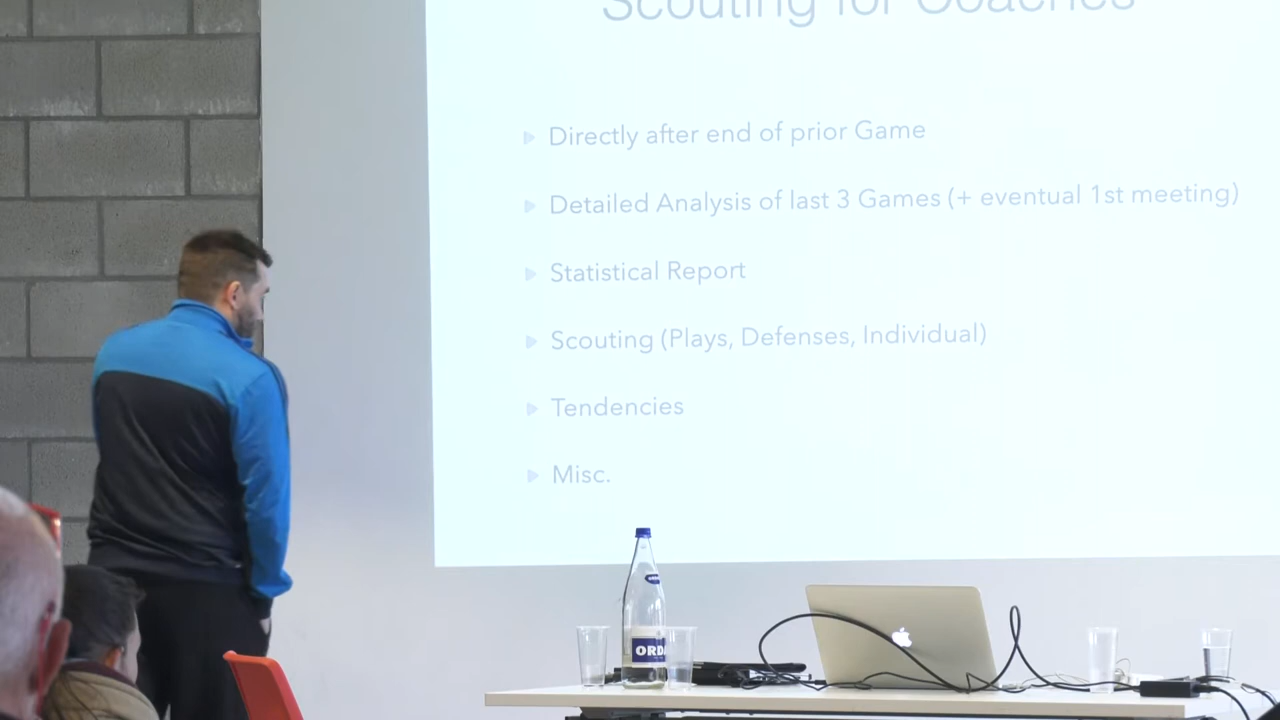 Scouting for Coaches
Directly after end of prior Game
Detailed Analysis of last 3 Games (+ eventual 1st meeting)
Statistical Report
Scouting (Plays, Defenses, Individual)
Tendencies
Misc.
ORD